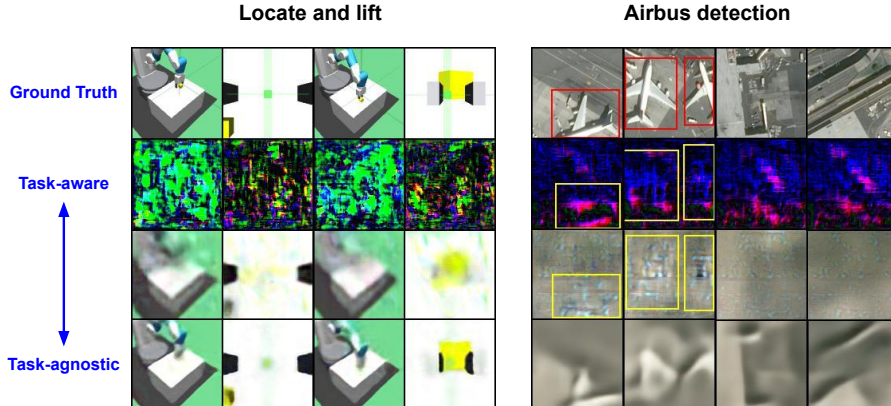 Locate and lift
Airbus detection
Ground Truth
Task-aware
Task-agnostic